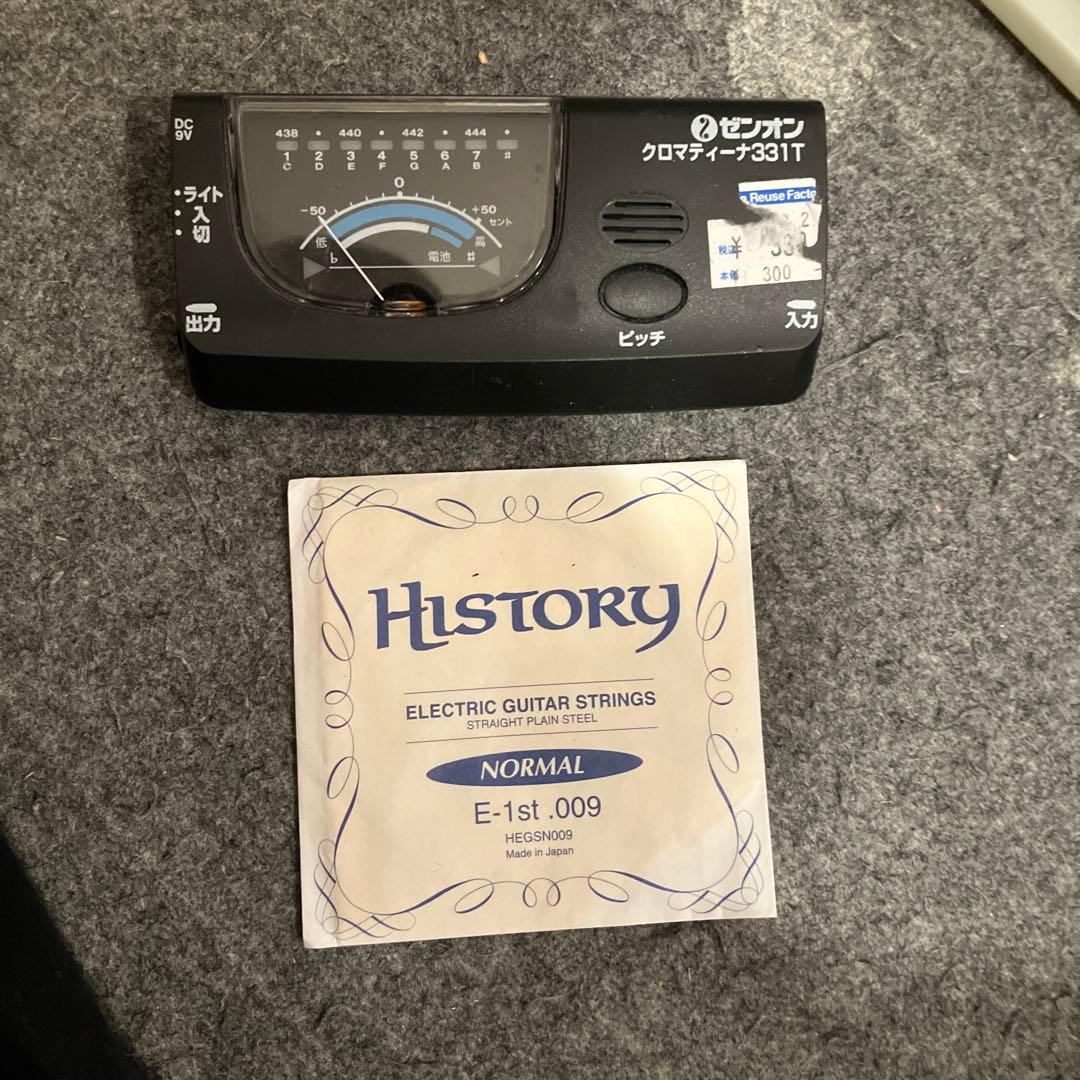 DC
9V
・ライト
・入
・切
出力
438 • 440 • 442 • 444 •
1 2 3 4 5 6 7 #
C D E F G A B
0
-50
+50
セント
低
高
♭
電池
#
ゼンオン
クロマティーナ331T
Reuse Facto
2
税込 ¥ 33
本体 300
ピッチ
入力
HISTORY
ELECTRIC GUITAR STRINGS
STRAIGHT PLAIN STEEL
NORMAL
E-1st .009
HEGSN009
Made in Japan